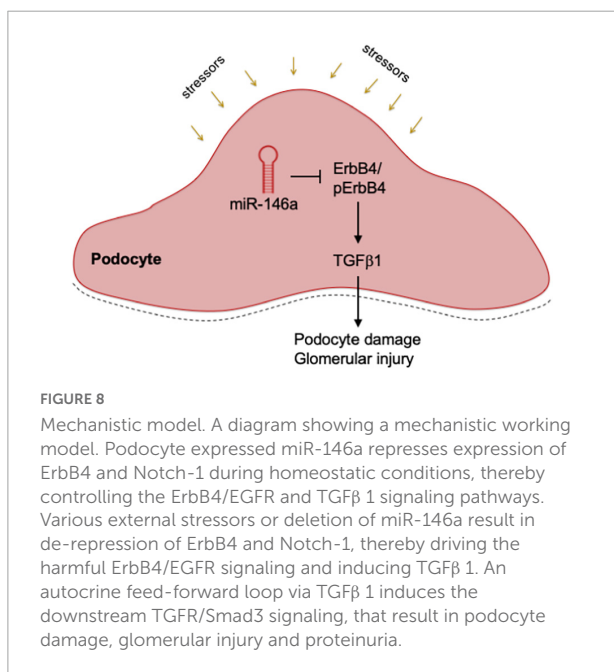 stressors
stressors
ErbB4/
pErbB4
miR-146a
Podocyte
TGFβ1
Podocyte damage
Glomerular injury
FIGURE 8
Mechanistic model. A diagram showing a mechanistic working
model. Podocyte expressed miR-146a represses expression of
ErbB4 and Notch-1 during homeostatic conditions, thereby
controlling the ErbB4/EGFR and TGFβ 1 signaling pathways.
Various external stressors or deletion of miR-146a result in
de-repression of ErbB4 and Notch-1, thereby driving the
harmful ErbB4/EGFR signaling and inducing TGFβ 1. An
autocrine feed-forward loop via TGFβ 1 induces the
downstream TGFR/Smad3 signaling, that result in podocyte
damage, glomerular injury and proteinuria.